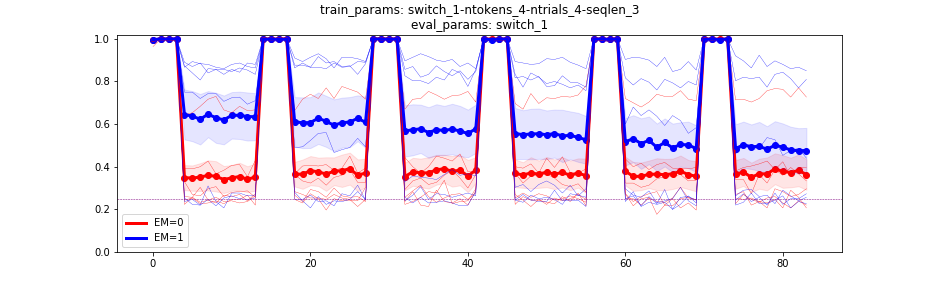 train_params: switch_1-ntokens_4-ntrials_4-seqlen_3
eval_params: switch_1
1.0
0.8
0.6
0.4
0.2
0.0
EM=0
EM=1
0
20
40
60
80